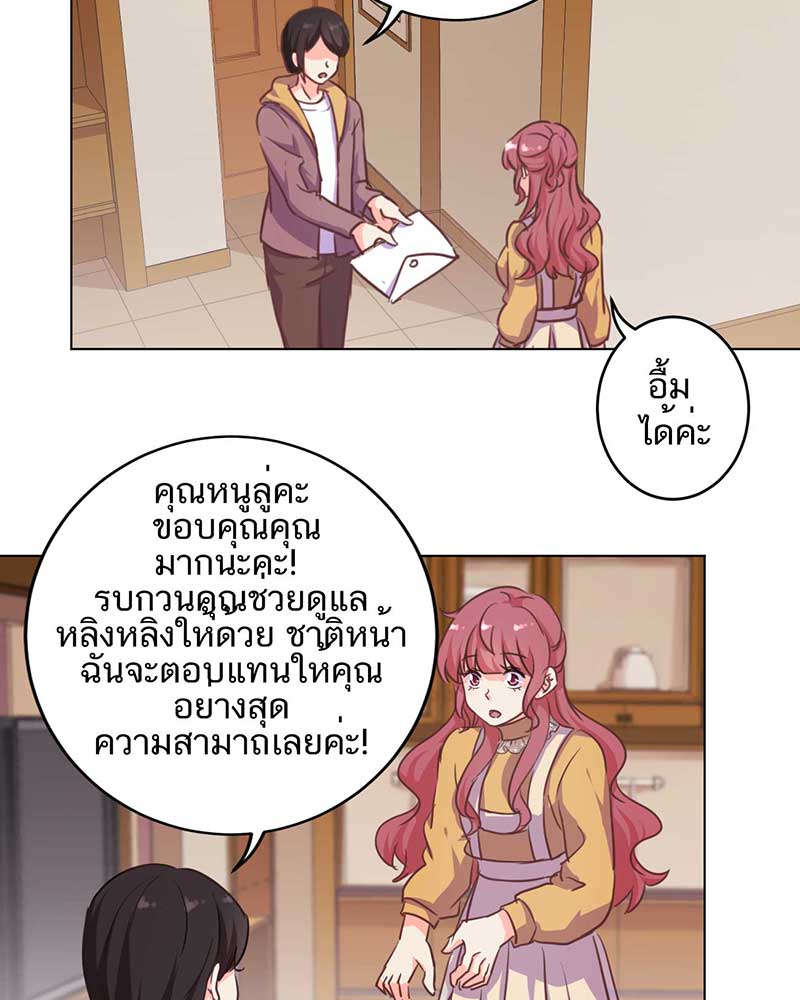 อื้ม
ได้ค่ะ
คุณหนูลู่คะ
ขอบคุณคุณ
มากนะคะ!
รบกวนคุณช่วยดูแล
หลิงหลิงให้ด้วย ชาติหน้า
ฉันจะตอบแทนให้คุณ
อย่างสุด
ความสามาถเลยค่ะ!